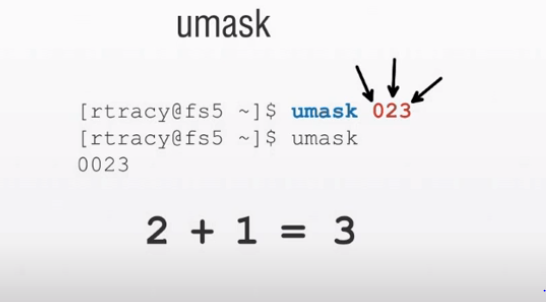 umask
[rtracy@fs5 ~]$ umask 023
[rtracy@fs5 ~]$ umask
0023
2 + 1 = 3